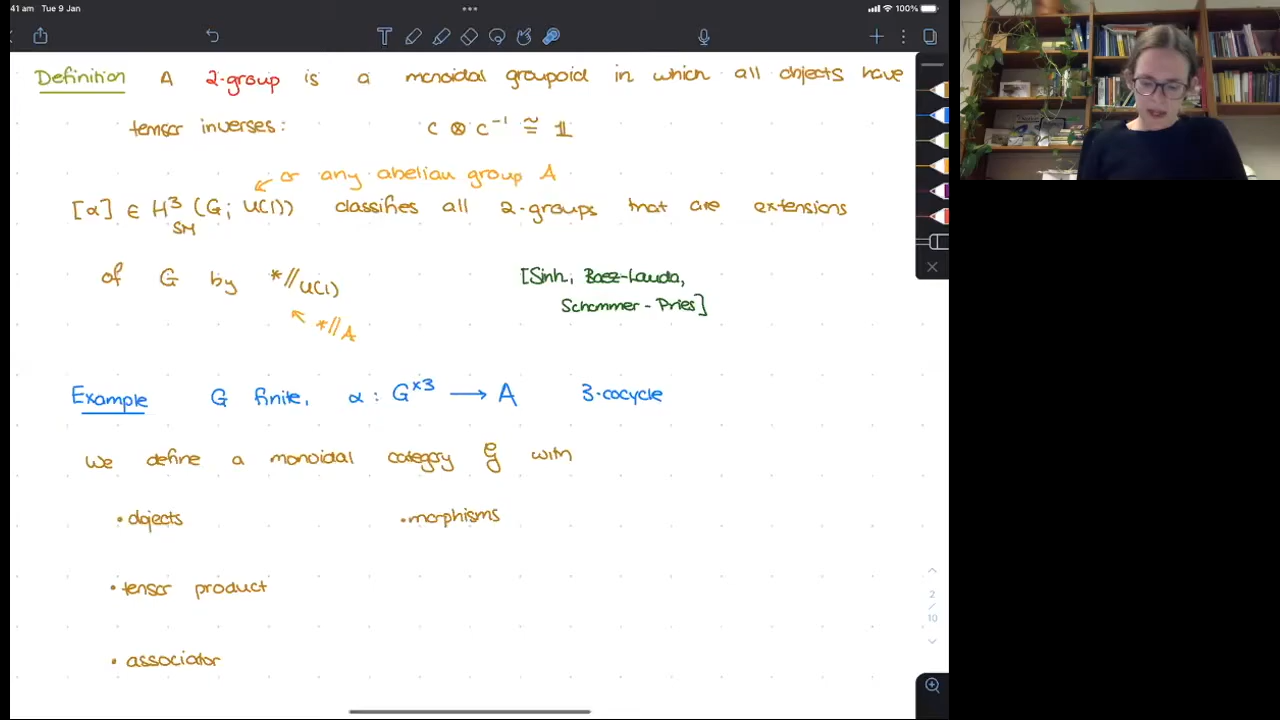 41 am Tue 9 Jan
100%
Definition A 2-group is a monoidal groupoid in which all objects have
tensor inverses: c ⊗ c⁻¹ ≅ 𝟙
or any abelian group A
[α] ∈ H³_SM (G; U(1)) classifies all 2-groups that are extensions
of G by *//U(1)
*//A
[Sinh, Baez-Lauda,
Schommer-Pries]
Example G finite, α : G^×3 → A 3-cocycle
We define a monoidal category 𝒢 with
• objects • morphisms
• tensor product
• associator
2
/
10